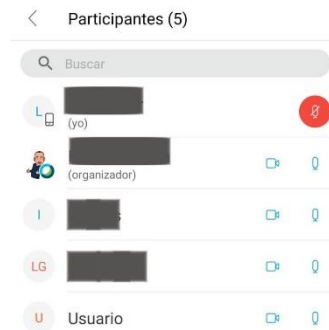 Participantes (5)
Buscar
L
(yo)
(organizador)
I
LG
U Usuario